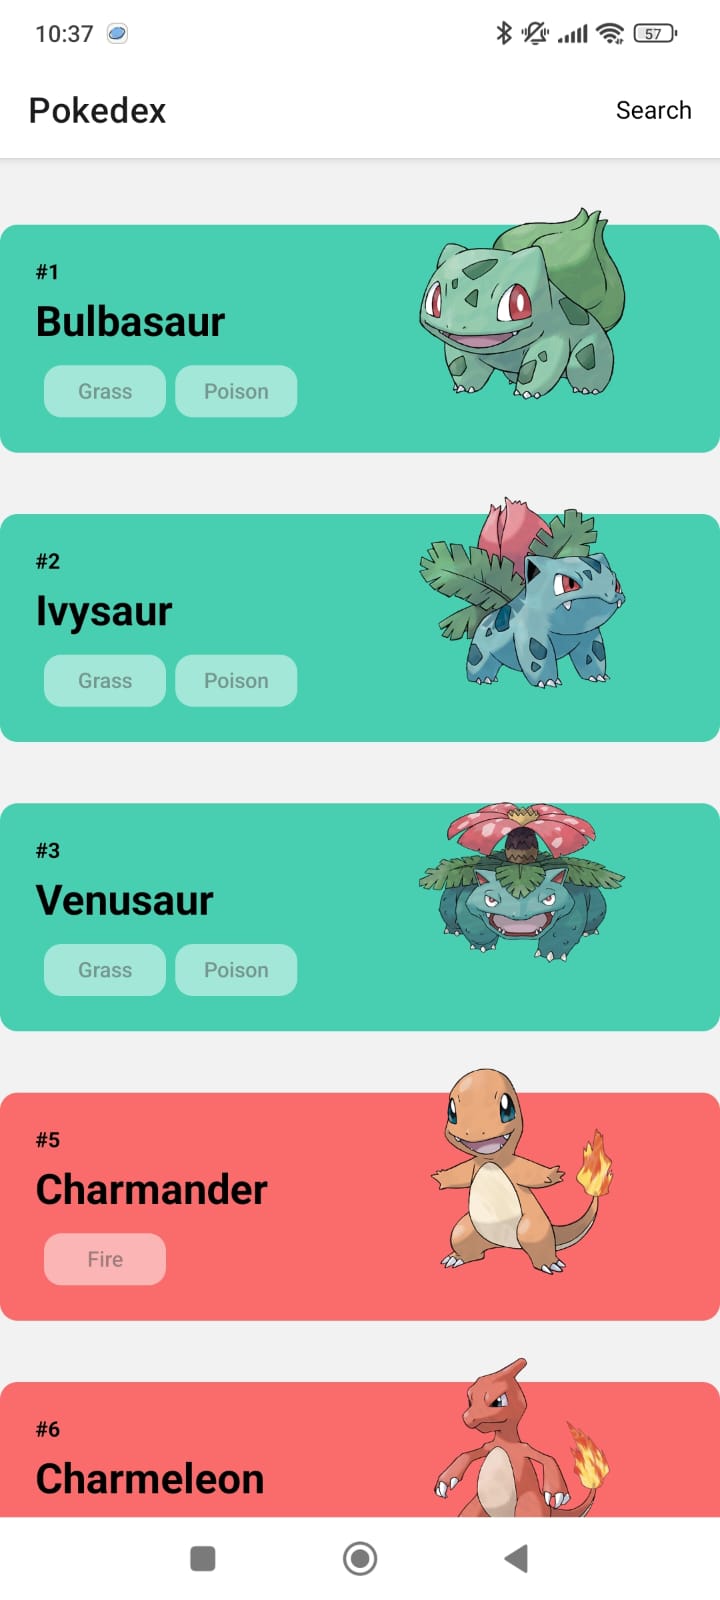 10:37
57
Pokedex
Search
#1
Bulbasaur
Grass Poison
#2
Ivysaur
Grass Poison
#3
Venusaur
Grass Poison
#5
Charmander
Fire
#6
Charmeleon